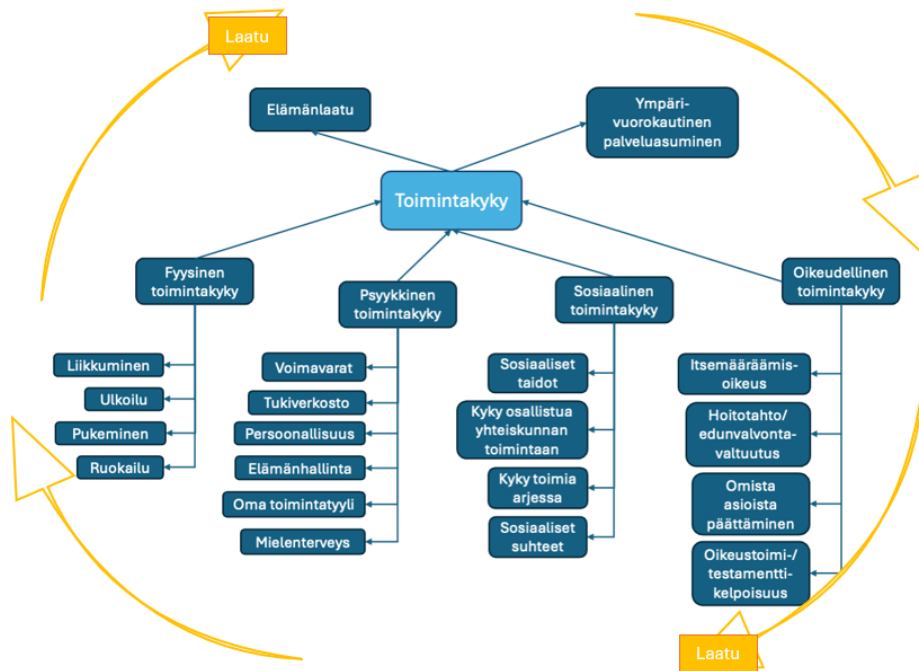 Laatu
Elämänlaatu
Ympäri-
vuorokautinen
palveluasuminen
Toimintakyky
Fyysinen
toimintakyky
Liikkuminen
Ulkoilu
Pukeminen
Ruokailu
Psyykkinen
toimintakyky
Voimavarat
Tukiverkosto
Persoonallisuus
Elämänhallinta
Oma toimintatyyli
Mielenterveys
Sosiaalinen
toimintakyky
Sosiaaliset
taidot
Kyky osallistua
yhteiskunnan
toimintaan
Kyky toimia
arjessa
Sosiaaliset
suhteet
Oikeudellinen
toimintakyky
Itsemääräämis-
oikeus
Hoitotahto/
edunvalvonta-
valtuutus
Omista
asioista
päättäminen
Oikeustoimi-/
testamentti-
kelpoisuus
Laatu